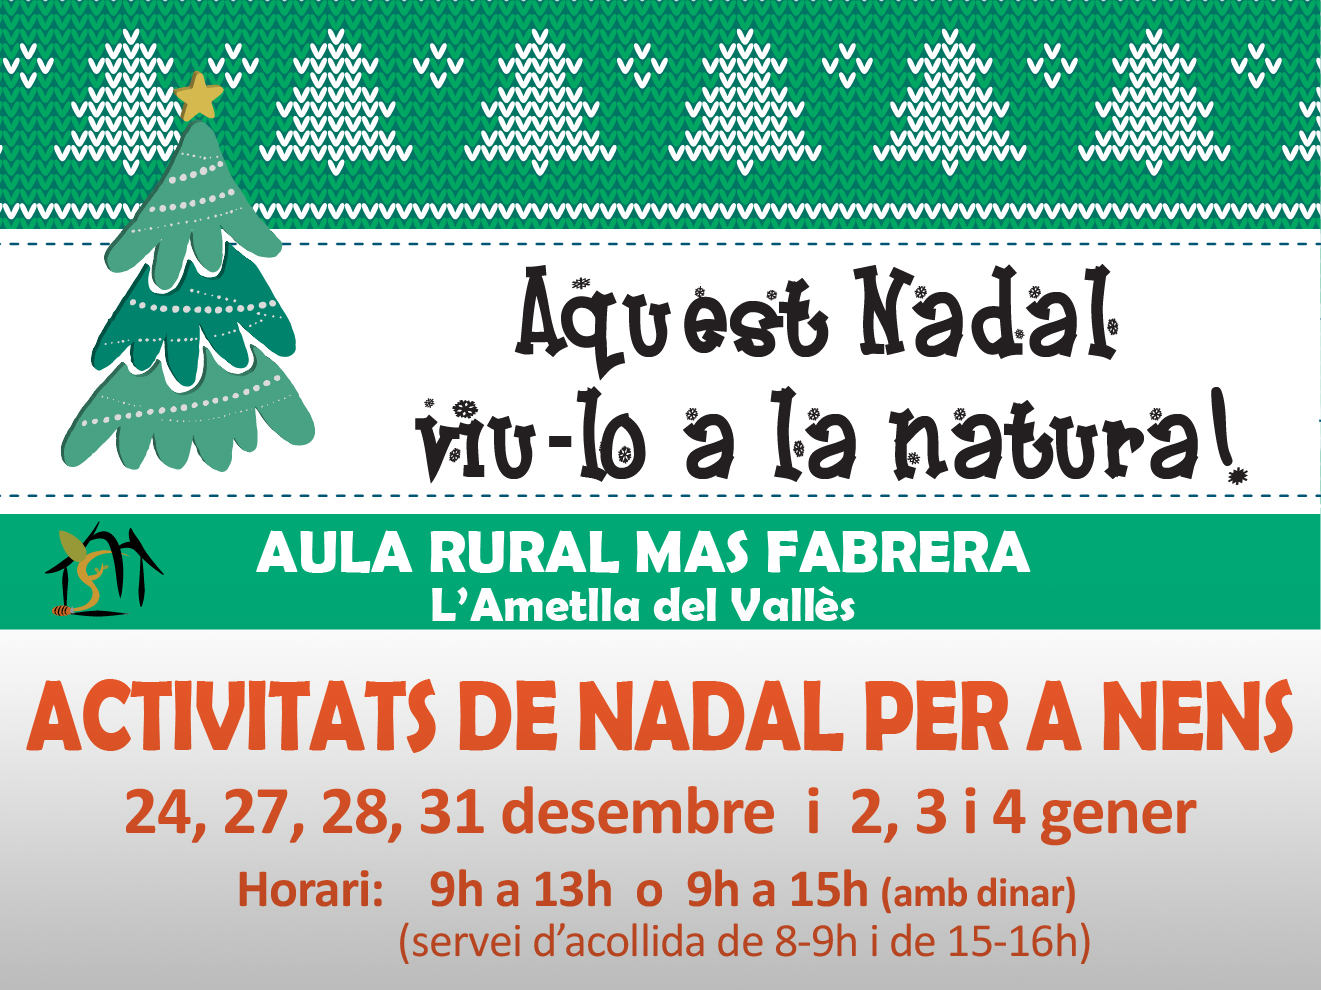 Aquest Nadal
viu-lo a la natura!
AULA RURAL MAS FABRERA
L'Ametlla del Vallès
ACTIVITATS DE NADAL PER A NENS
24, 27, 28, 31 desembre i 2, 3 i 4 gener
Horari: 9h a 13h o 9h a 15h (amb dinar)
(servei d'acollida de 8-9h i de 15-16h)